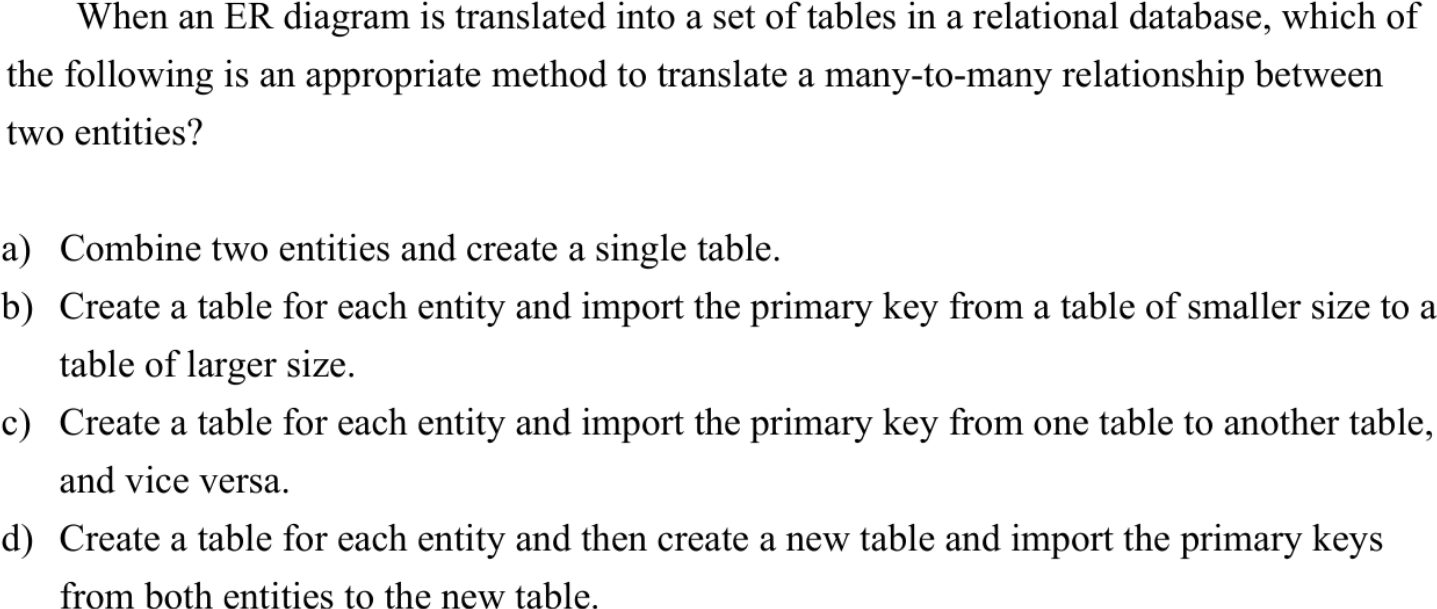 When an ER diagram is translated into a set of tables in a relational database, which of
the following is an appropriate method to translate a many-to-many relationship between
two entities?
a) Combine two entities and create a single table.
b) Create a table for each entity and import the primary key from a table of smaller size to a
table of larger size.
c) Create a table for each entity and import the primary key from one table to another table,
and vice versa.
d) Create a table for each entity and then create a new table and import the primary keys
from both entities to the new table.